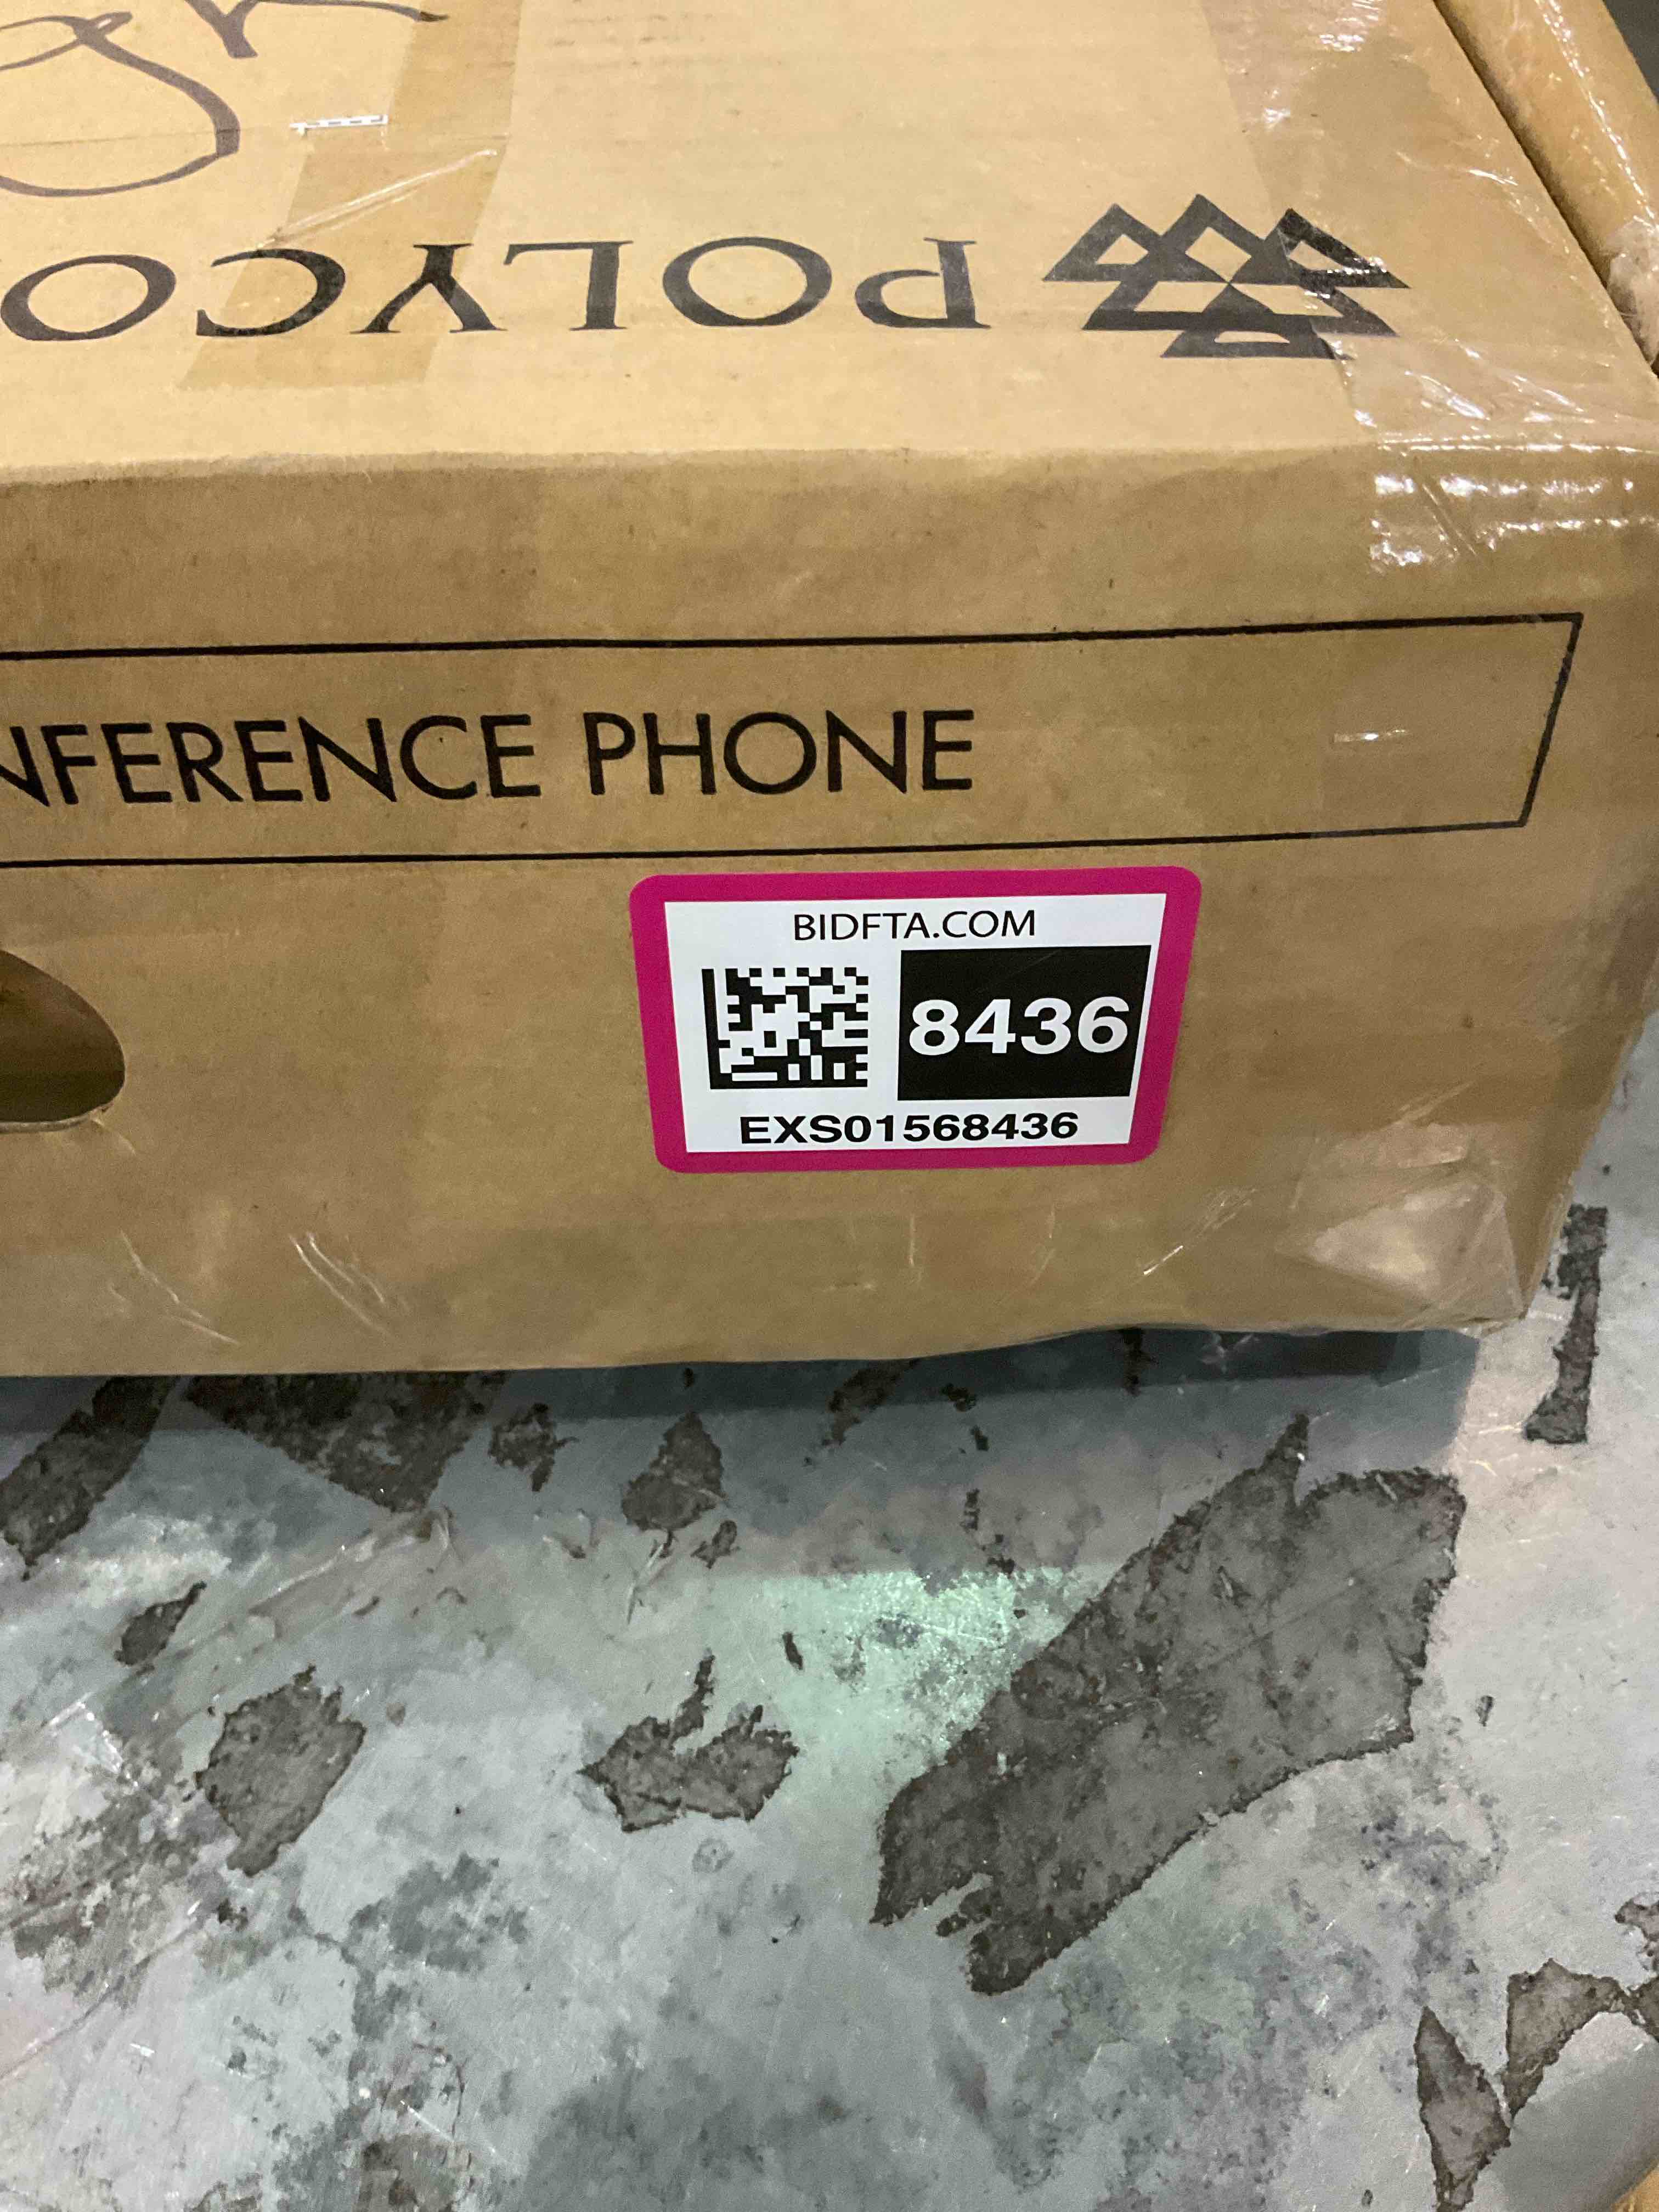 POLYCO
NFERENCE PHONE
BIDFTA.COM
8436
EXS01568436